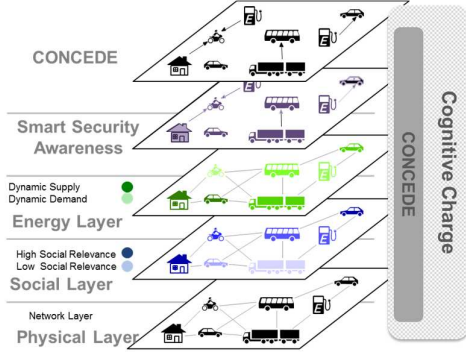 CONCEDE
Smart Security
Awareness
Dynamic Supply
Dynamic Demand
Energy Layer
High Social Relevance
Low Social Relevance
Social Layer
Network Layer
Physical Layer
E
E
E
E
E
E
CONCEDE
Cognitive Charge